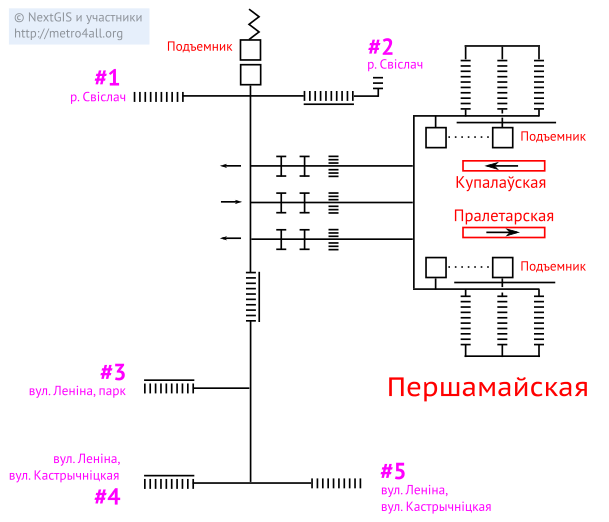 © NextGIS и участники
http://metro4all.org
Подъемник
#1
р. Свіслач
#2
р. Свіслач
Подъемник
Купалаўская
Пралетарская
Подъемник
Першамайская
#3
вул. Леніна, парк
вул. Леніна,
вул. Кастрычніцкая
#4
#5
вул. Леніна,
вул. Кастрычніцкая